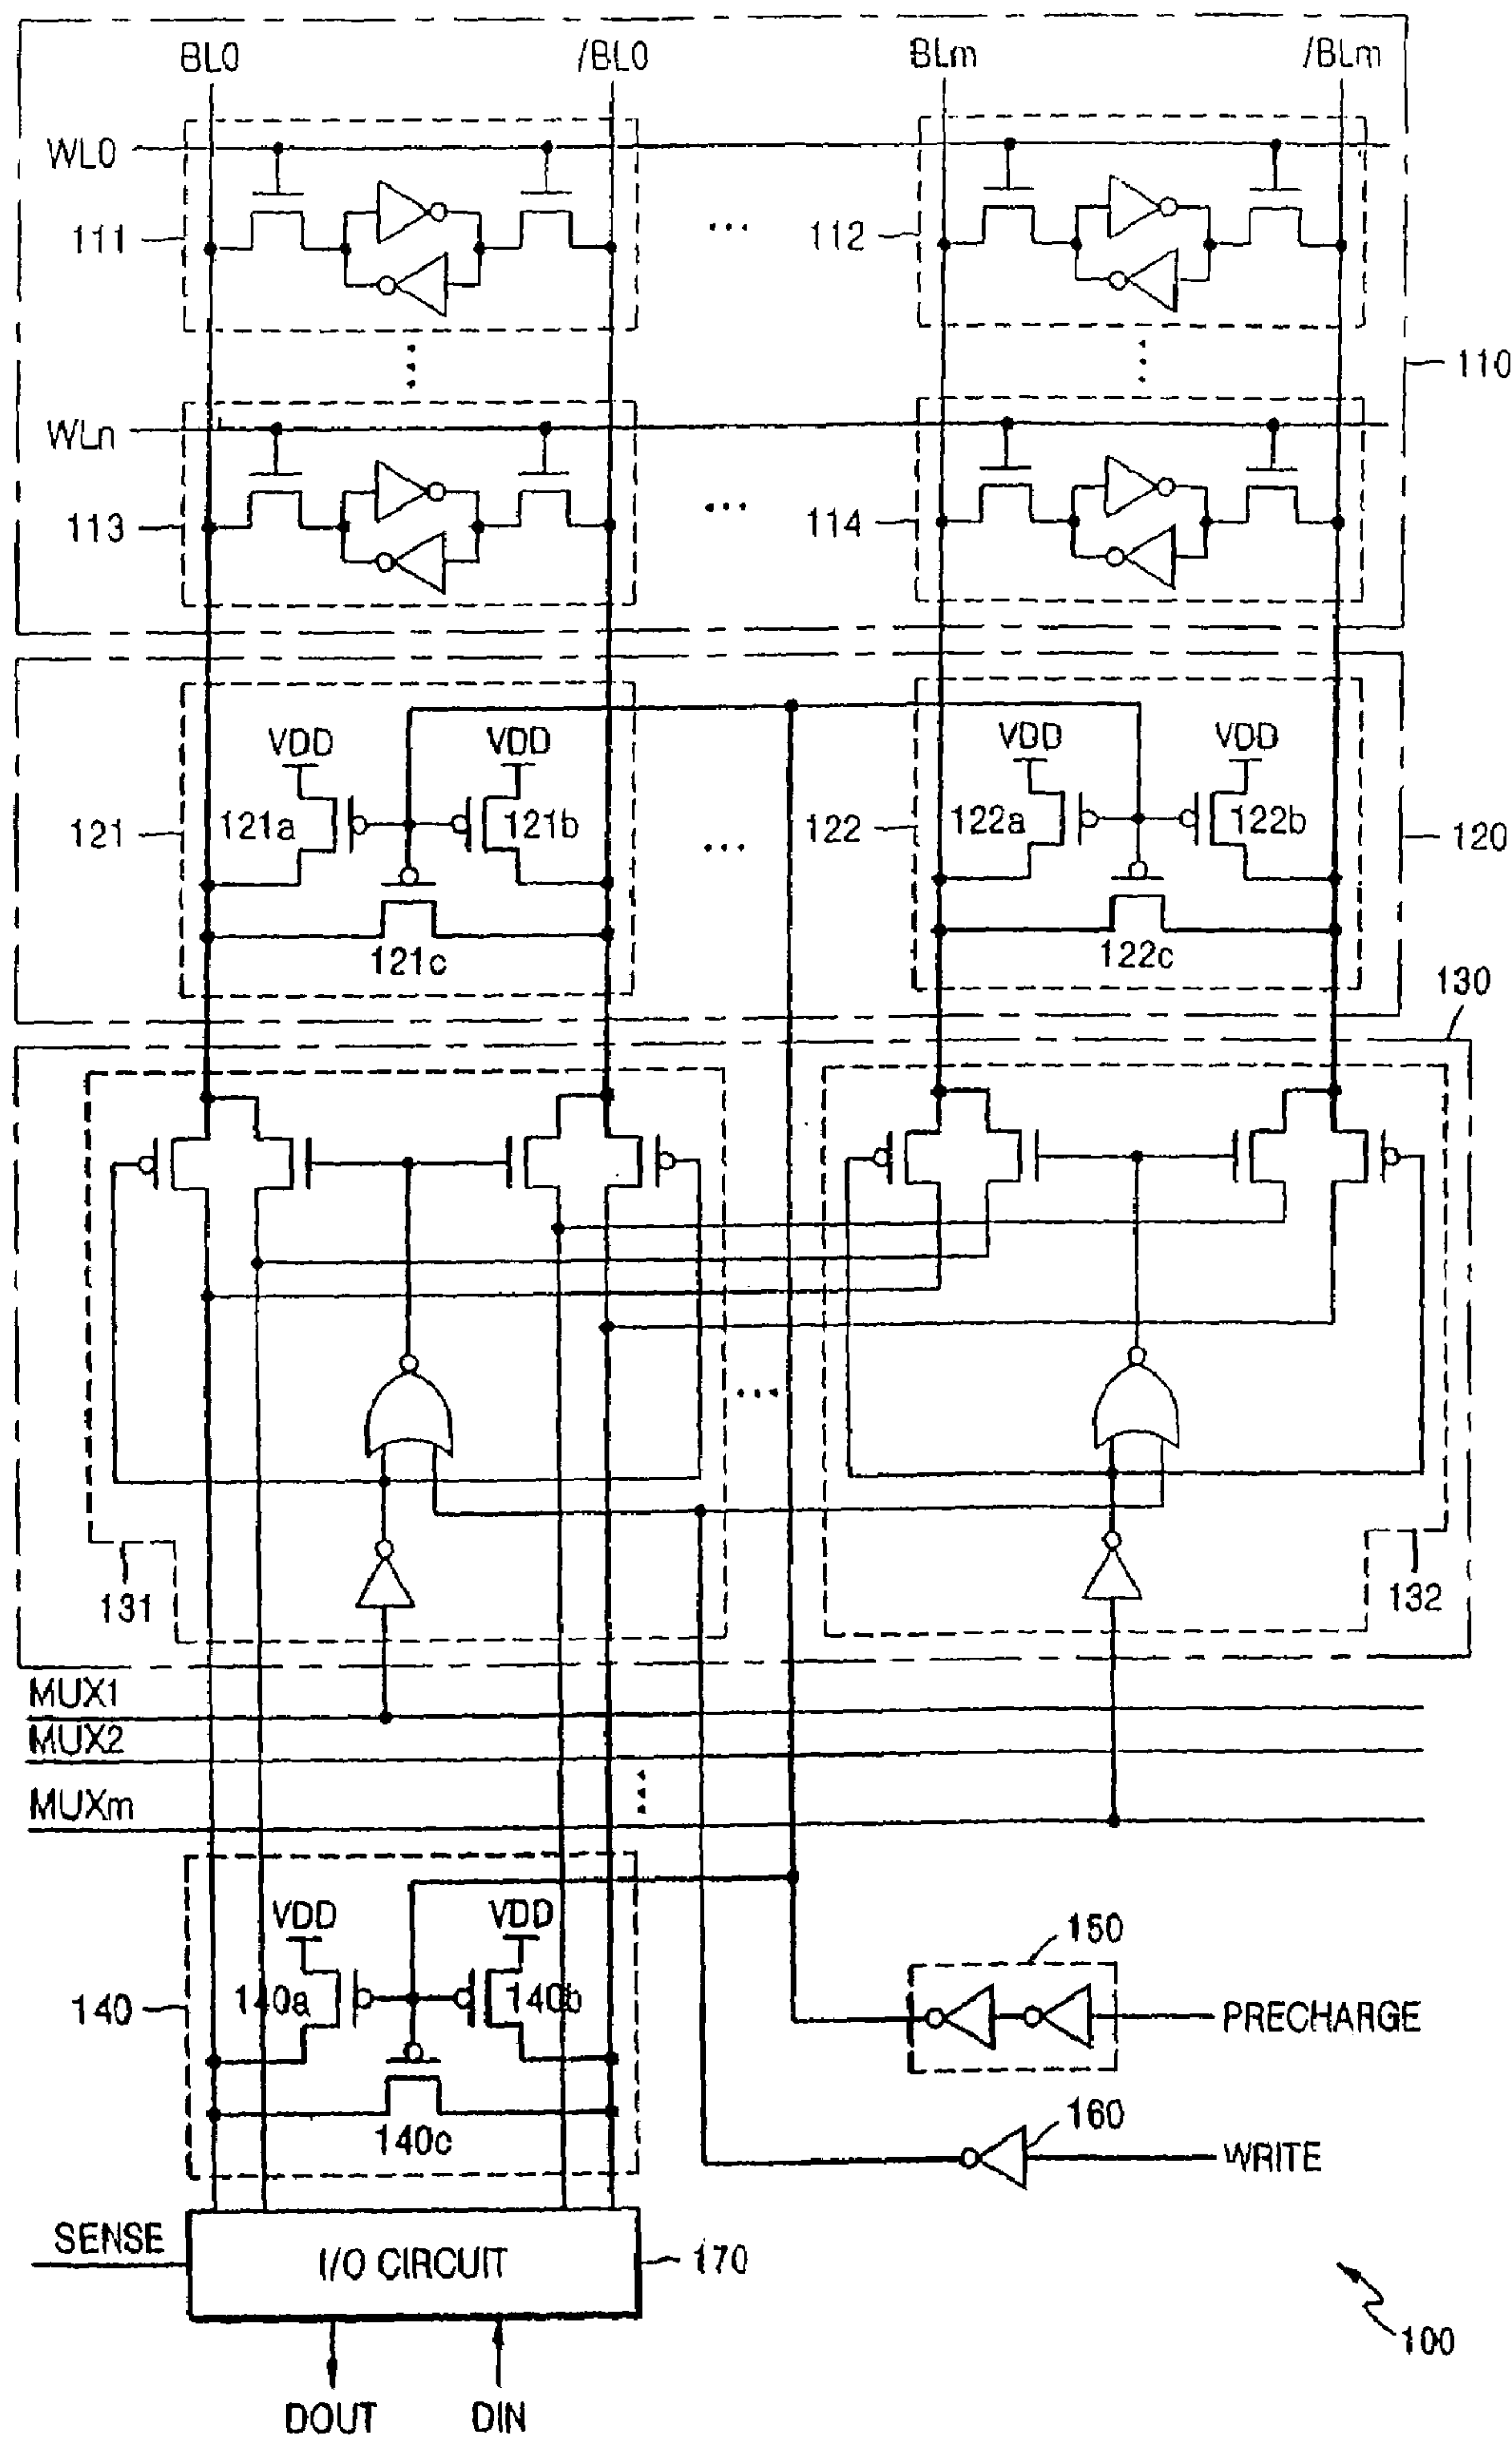 BL0 /BL0 BLm /BLm
WL0
111 ... 112
110
WLn
113 ... 114
VDD VDD VDD VDD
121 121a 121b ... 122 122a 122b 120
121c 122c
130
...
131 132
MUX1
MUX2
MUXm
VDD VDD
150
140 140a 140b
PRECHARGE
140c
160
WRITE
SENSE
I/O CIRCUIT 170
100
DOUT DIN